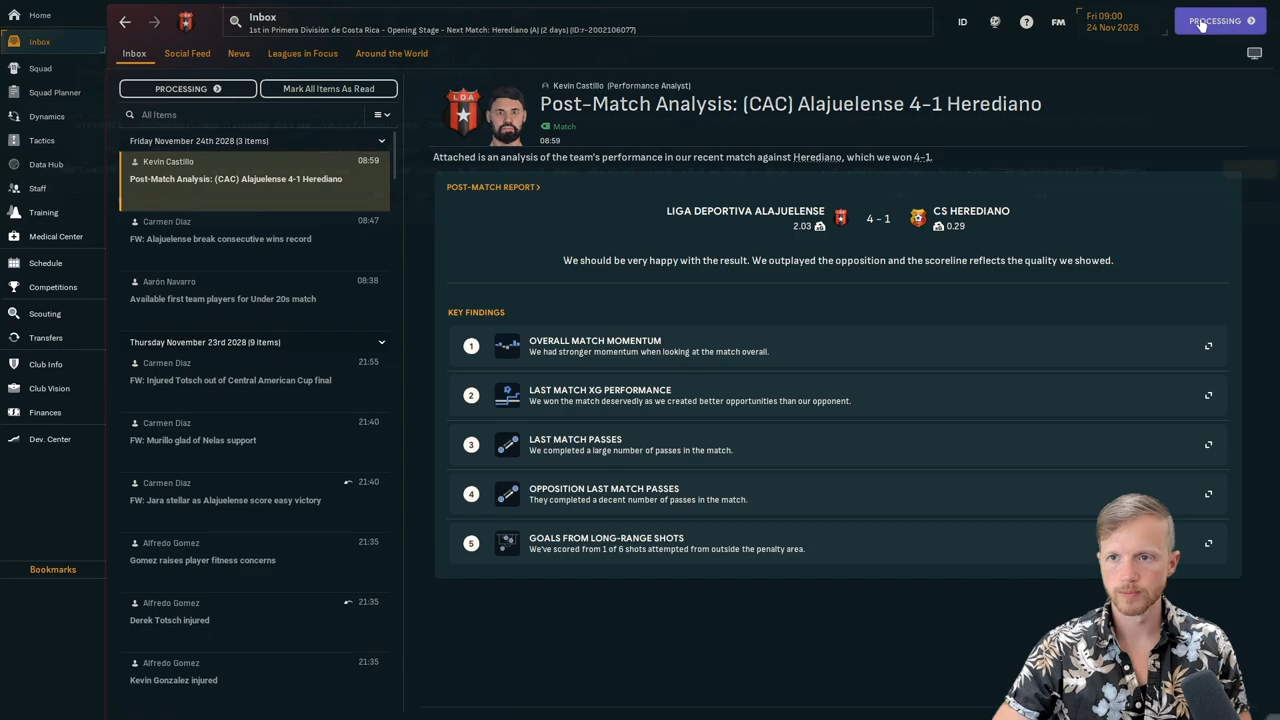 Home
Inbox
Squad
Squad Planner
Dynamics
Tactics
Data Hub
Staff
Training
Medical Center
Schedule
Competitions
Scouting
Transfers
Club Info
Club Vision
Finances
Dev. Center
Bookmarks
Inbox
1st in Primera División de Costa Rica - Opening Stage - Next Match: Herediano (A) (2 days) (ID:r-2002106077)
ID
FM
Fri 09:00
24 Nov 2028
PROCESSING
Inbox
Social Feed
News
Leagues in Focus
Around the World
PROCESSING
Mark All Items As Read
All Items
Friday November 24th 2028 (3 items)
Kevin Castillo 08:59
Post-Match Analysis: (CAC) Alajuelense 4-1 Herediano
Carmen Diaz 08:47
FW: Alajuelense break consecutive wins record
Aarón Navarro 08:38
Available first team players for Under 20s match
Thursday November 23rd 2028 (9 items)
Carmen Diaz 21:55
FW: Injured Totsch out of Central American Cup final
Carmen Diaz 21:40
FW: Murillo glad of Nelas support
Carmen Diaz 21:40
FW: Jara stellar as Alajuelense score easy victory
Alfredo Gomez 21:35
Gomez raises player fitness concerns
Alfredo Gomez 21:35
Derek Totsch injured
Alfredo Gomez 21:35
Kevin Gonzalez injured
LDA
Kevin Castillo (Performance Analyst)
Post-Match Analysis: (CAC) Alajuelense 4-1 Herediano
Match
08:59
Attached is an analysis of the team's performance in our recent match against Herediano, which we won 4-1.
POST-MATCH REPORT
LIGA DEPORTIVA ALAJUELENSE 4 - 1 CS HEREDIANO
2.03 0.29
We should be very happy with the result. We outplayed the opposition and the scoreline reflects the quality we showed.
KEY FINDINGS
1 OVERALL MATCH MOMENTUM
We had stronger momentum when looking at the match overall.
2 LAST MATCH XG PERFORMANCE
We won the match deservedly as we created better opportunities than our opponent.
3 LAST MATCH PASSES
We completed a large number of passes in the match.
4 OPPOSITION LAST MATCH PASSES
They completed a decent number of passes in the match.
5 GOALS FROM LONG-RANGE SHOTS
We've scored from 1 of 6 shots attempted from outside the penalty area.